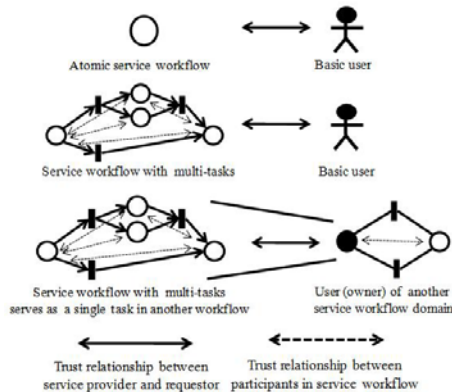 Atomic service workflow
Basic user
Service workflow with multi-tasks
Basic user
Service workflow with multi-tasks
serves as a single task in another workflow
User (owner) of another
service workflow domain
Trust relationship between
service provider and requestor
Trust relationship between
participants in service workflow